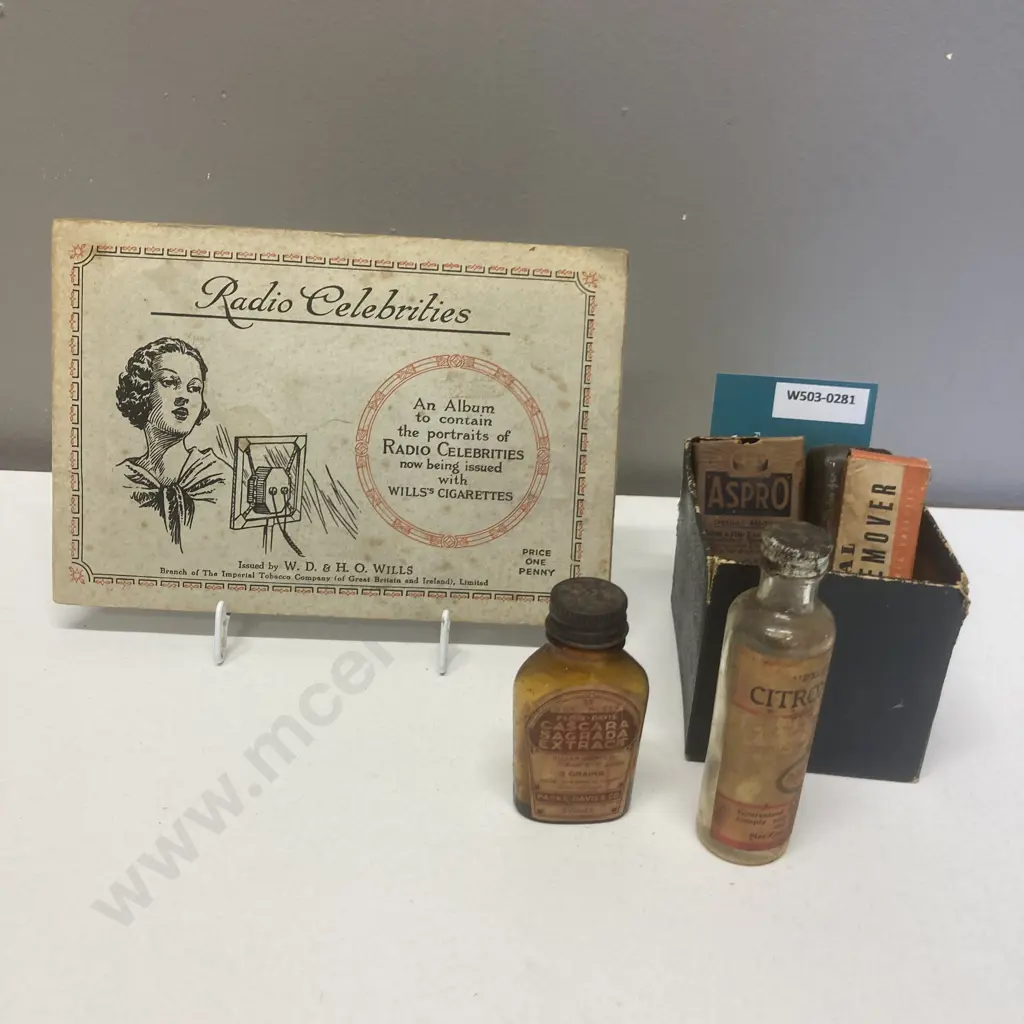 Radio Celebrities
An Album
to contain
the portraits of
RADIO CELEBRITIES
now being issued
with
WILLS'S CIGARETTES
PRICE
ONE
PENNY
Issued by W. D. & H. O. WILLS
Branch of The Imperial Tobacco Company (of Great Britain and Ireland), Limited
W503-0281
ASPRO
AL
EMOVER
CASCARA
SAGRADA
EXTRACT
PARKE, DAVIS & CO.
CITRO
Guaranteed
www.mce